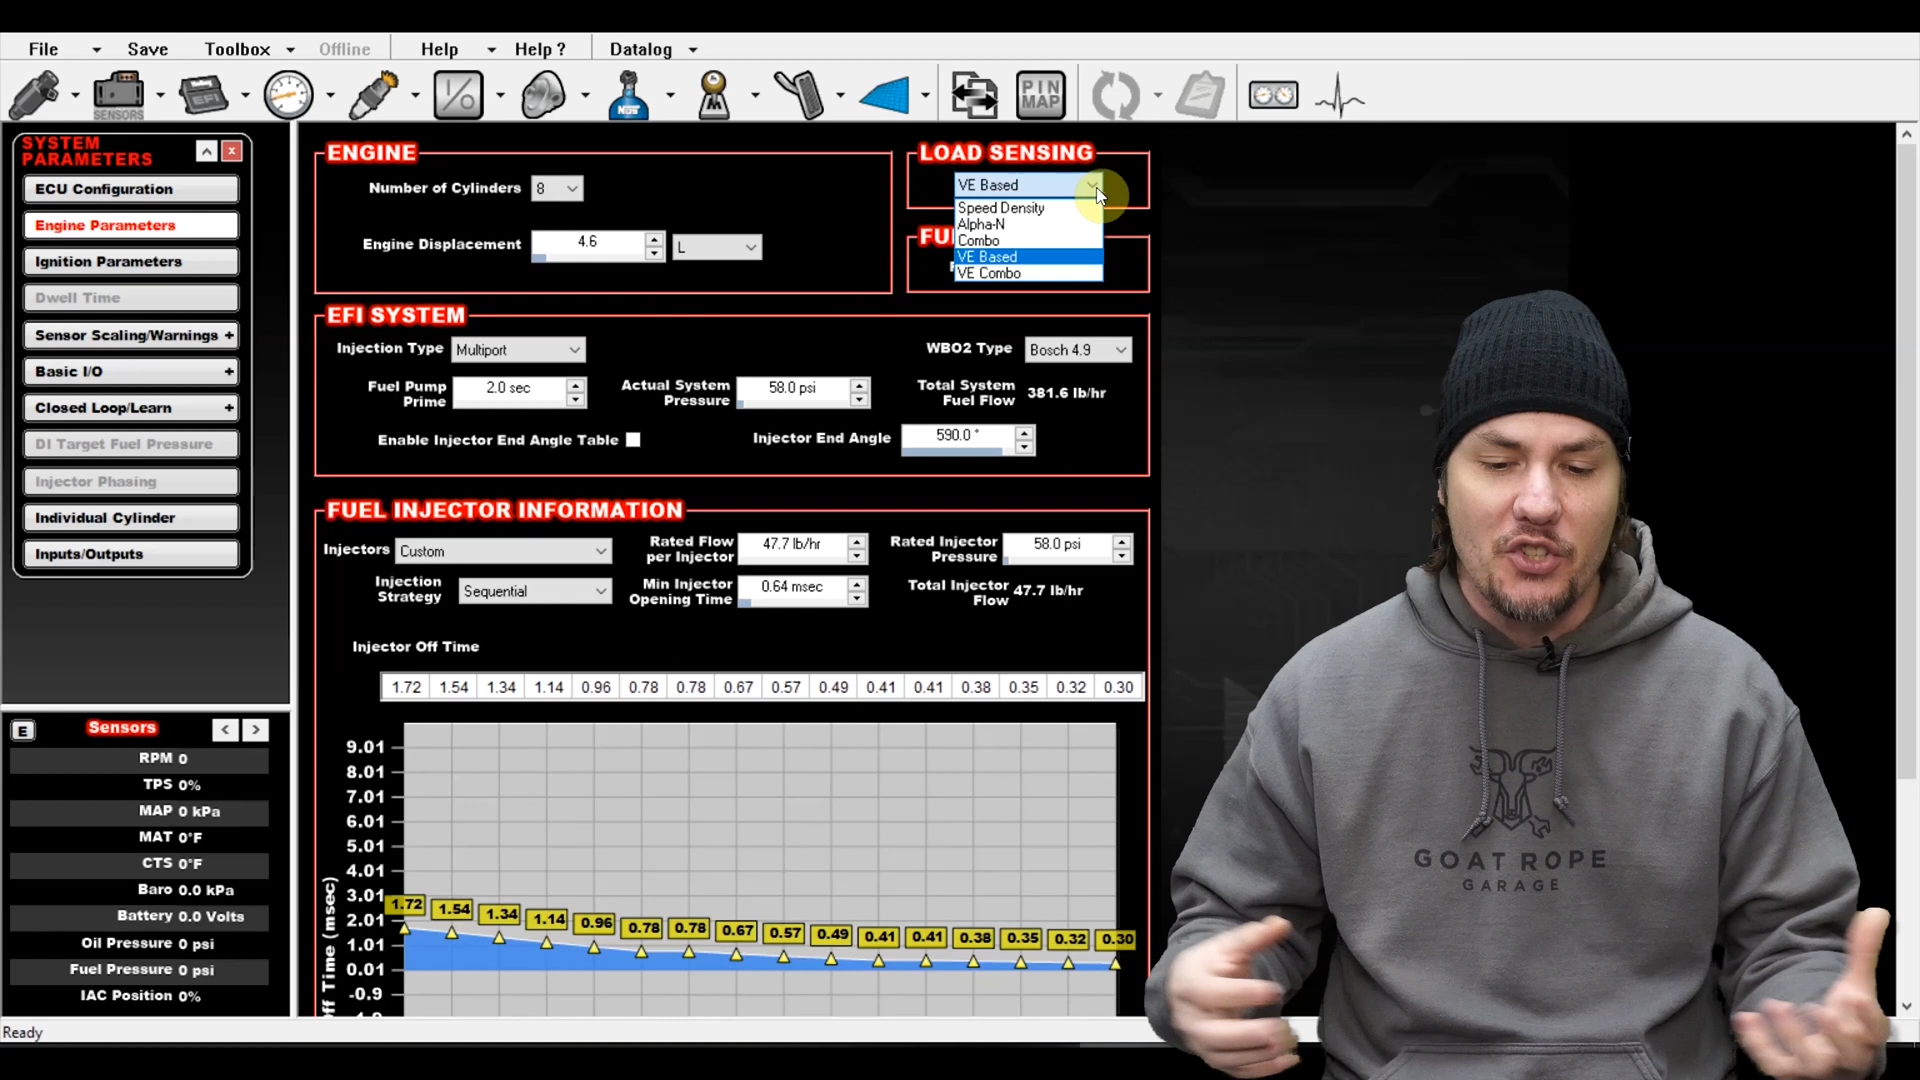 File Save Toolbox Offline Help Help ? Datalog
SENSORS EFI I/O NOS PIN MAP
SYSTEM PARAMETERS
x
ECU Configuration
Engine Parameters
Ignition Parameters
Dwell Time
Sensor Scaling/Warnings +
Basic I/O +
Closed Loop/Learn +
DI Target Fuel Pressure
Injector Phasing
Individual Cylinder
Inputs/Outputs
E Sensors < >
RPM 0
TPS 0%
MAP 0 kPa
MAT 0°F
CTS 0°F
Baro 0.0 kPa
Battery 0.0 Volts
Oil Pressure 0 psi
Fuel Pressure 0 psi
IAC Position 0%
Ready
ENGINE
Number of Cylinders 8
Engine Displacement 4.6 L
LOAD SENSING
VE Based
Speed Density
Alpha-N
Combo
VE Based
VE Combo
EFI SYSTEM
Injection Type Multiport WBO2 Type Bosch 4.9
Fuel Pump Prime 2.0 sec Actual System Pressure 58.0 psi Total System Fuel Flow 381.6 lb/hr
Enable Injector End Angle Table Injector End Angle 590.0 °
FUEL INJECTOR INFORMATION
Injectors Custom Rated Flow per Injector 47.7 lb/hr Rated Injector Pressure 58.0 psi
Injection Strategy Sequential Min Injector Opening Time 0.64 msec Total Injector Flow 47.7 lb/hr
Injector Off Time
1.72 1.54 1.34 1.14 0.96 0.78 0.78 0.67 0.57 0.49 0.41 0.41 0.38 0.35 0.32 0.30
9.01
8.01
7.01
6.01
5.01
4.01
3.01
2.01
1.01
0.01
-0.9
Time (msec)
1.72 1.54 1.34 1.14 0.96 0.78 0.78 0.67 0.57 0.49 0.41 0.41 0.38 0.35 0.32 0.30
GOAT ROPE
GARAGE